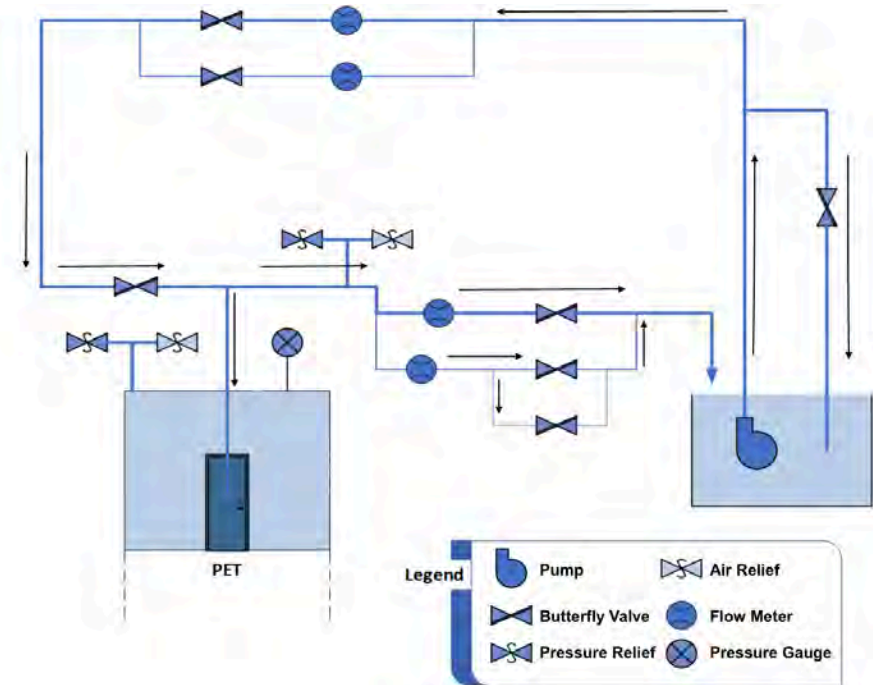 PET
Legend
Pump
Air Relief
Butterfly Valve
Flow Meter
Pressure Relief
Pressure Gauge